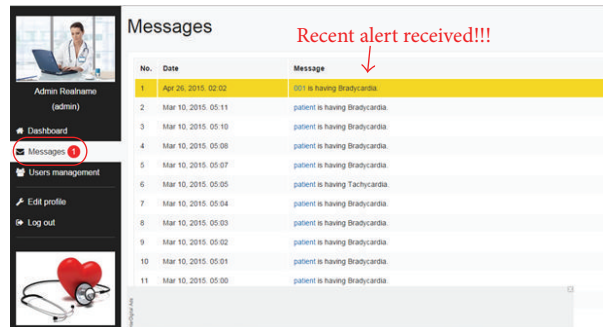 Messages
Recent alert received!!!
No. Date Message
1 Apr 26, 2015. 02:02 001 is having Bradycardia.
2 Mar 10, 2015. 05:11 patient is having Bradycardia.
3 Mar 10, 2015. 05:10 patient is having Bradycardia.
4 Mar 10, 2015. 05:08 patient is having Bradycardia.
5 Mar 10, 2015. 05:07 patient is having Bradycardia.
6 Mar 10, 2015. 05:05 patient is having Tachycardia.
7 Mar 10, 2015. 05:04 patient is having Bradycardia.
8 Mar 10, 2015. 05:03 patient is having Bradycardia.
9 Mar 10, 2015. 05:02 patient is having Bradycardia.
10 Mar 10, 2015. 05:01 patient is having Bradycardia.
11 Mar 10, 2015. 05:00 patient is having Bradycardia.
Admin Realname
(admin)
Dashboard
Messages 1
Users management
Edit profile
Log out